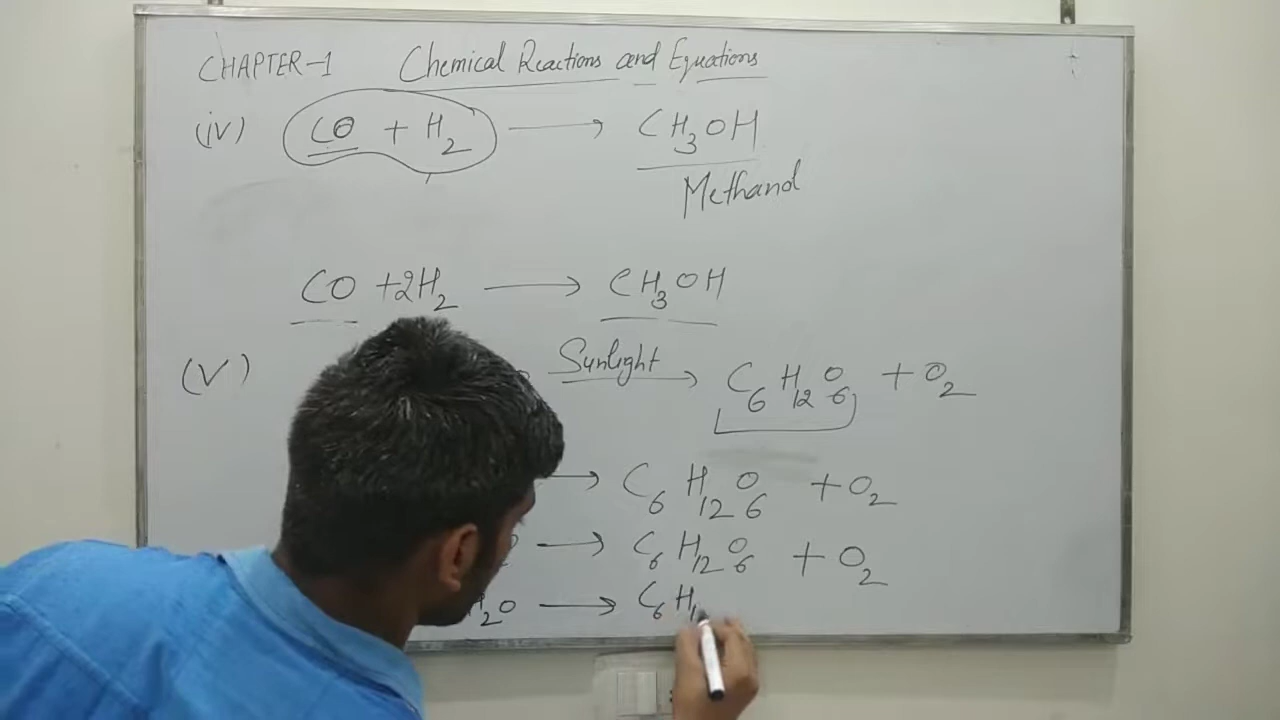 CHAPTER-1 Chemical Reactions and Equations
(iv) CO + H2 → CH3OH
Methanol
CO +2H2 → CH3OH
(V) Sunlight
→ C6H12O6 + O2
→ C6H12O6 + O2
→ C6H12O6 + O2
H2O → C6H1